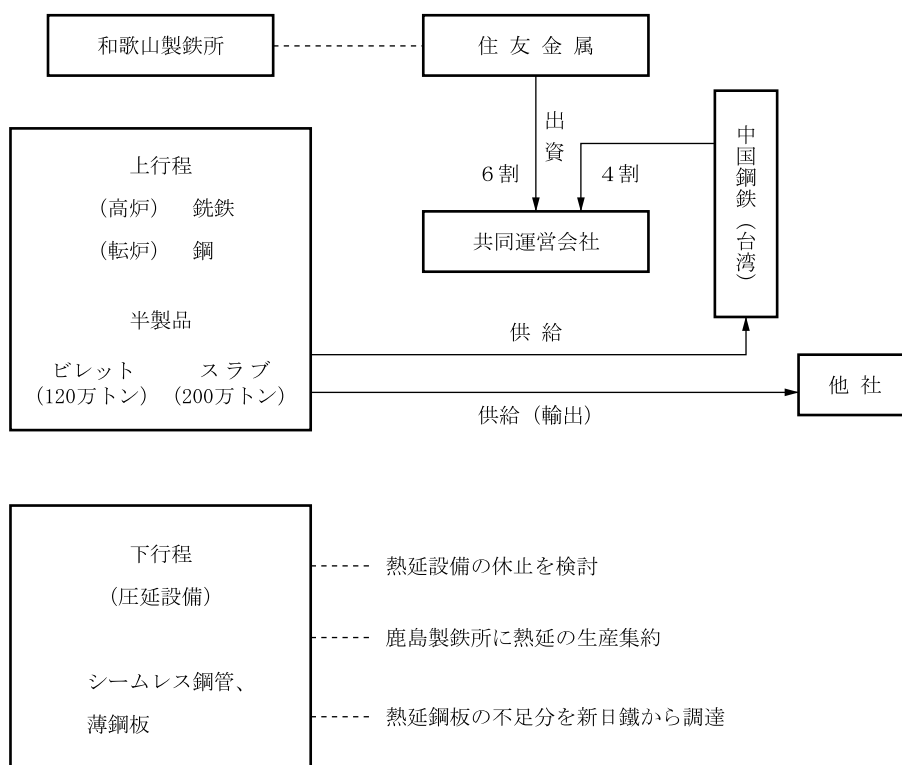 和歌山製鉄所
住友金属
出資
6割
4割
中国鋼鉄（台湾）
共同運営会社
上行程
（高炉） 銑鉄
（転炉） 鋼
半製品
ビレット スラブ
（120万トン）（200万トン）
供給
他社
供給（輸出）
下行程
（圧延設備）
シームレス鋼管、
薄鋼板
熱延設備の休止を検討
鹿島製鉄所に熱延の生産集約
熱延鋼板の不足分を新日鐵から調達